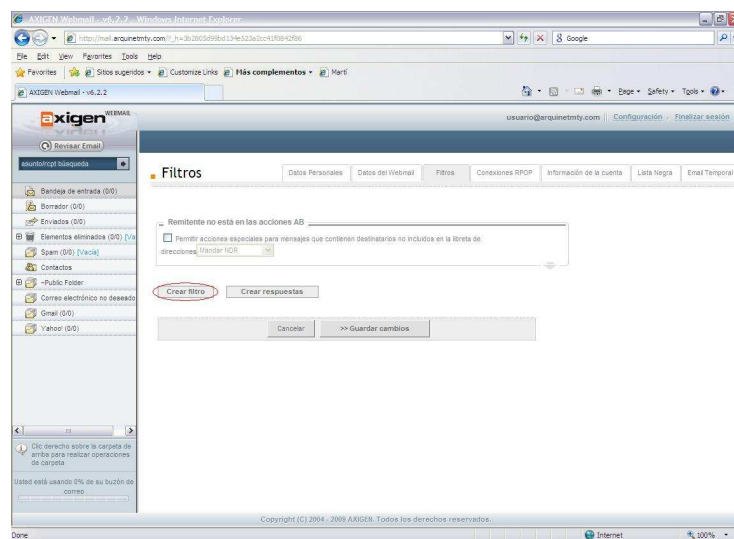 AXIGEN Webmail - v6.2.2 - Windows Internet Explorer
Google
File Edit View Favorites Tools Help
Favorites Sitios sugeridos Customize Links Más complementos Martí
AXIGEN Webmail - v6.2.2
Page Safety Tools
axigen WEBMAIL
usuario@arquinetmty.com || Configuración - Finalizar sesión
Revisar Email
asunto/rcpt búsqueda
Filtros
Datos Personales Datos del Webmail Filtros Conexiones RPOP Información de la cuenta Lista Negra Email Temporal
Bandeja de entrada (0/0)
Borrador (0/0)
Enviados (0/0)
Elementos eliminados (0/0) [Va
Spam (0/0) [Vacía]
Contactos
~Public Folder
Correo electrónico no deseado
Gmail (0/0)
Yahoo! (0/0)
Remitente no está en las acciones AB
Permitir acciones especiales para mensajes que contienen destinatarios no incluidos en la libreta de
direcciones Mandar NDR
Crear filtro Crear respuestas
Cancelar >> Guardar cambios
Clic derecho sobre la carpeta de
arriba para realizar operaciones
de carpeta
Usted está usando 0% de su buzón de
correo
Copyright (C) 2004 - 2009 AXIGEN. Todos los derechos reservados.
Done Internet 100%